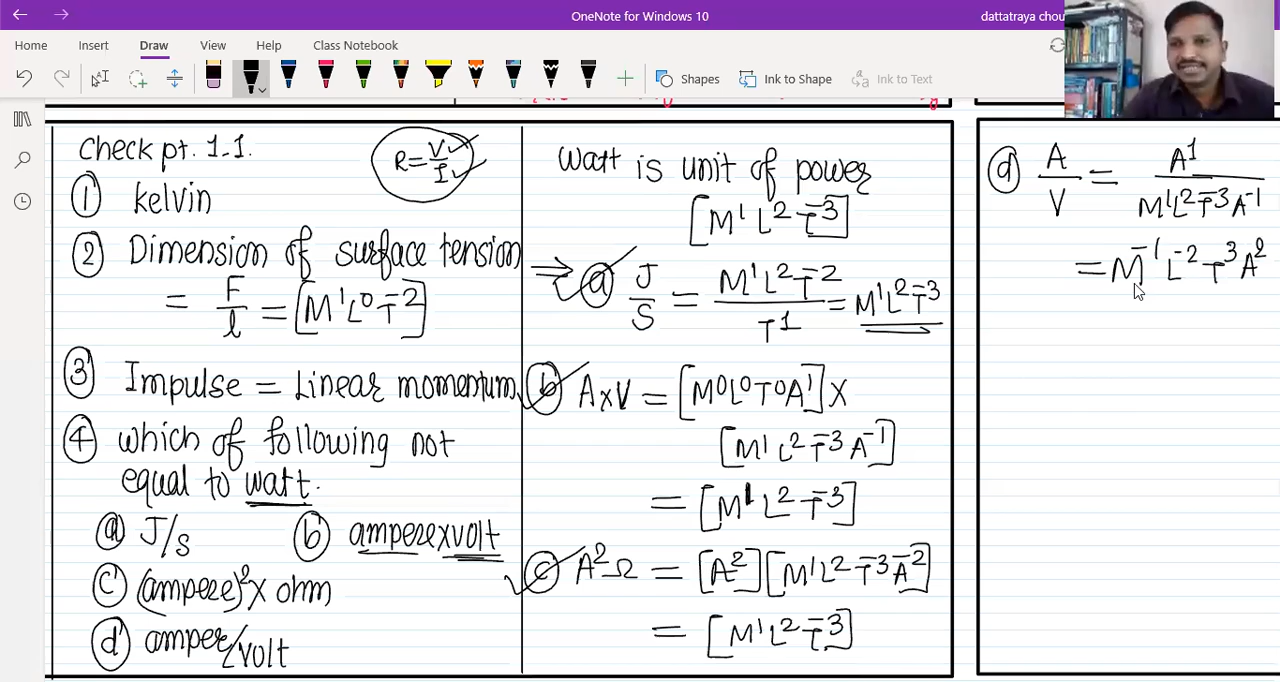 OneNote for Windows 10
dattatraya chou
Home Insert Draw View Help Class Notebook
Shapes Ink to Shape Ink to Text
Check pt. 1.1.
R = V/I
① kelvin
② Dimension of surface tension
= F/l = [M¹L⁰T⁻²]
③ Impulse = Linear momentum
④ which of following not
equal to watt.
ⓐ J/s ⓑ ampere×volt
ⓒ (ampere)²× ohm
ⓓ amper/volt
watt is unit of power
[M¹L²T⁻³]
⇒ ⓐ J/S = M¹L²T⁻²/T¹ = M¹L²T⁻³
ⓑ A×V = [M⁰L⁰T⁰A¹] ×
[M¹L²T⁻³A⁻¹]
= [M¹L²T⁻³]
ⓒ A²Ω = [A²][M¹L²T⁻³A⁻²]
= [M¹L²T⁻³]
ⓓ A/V = A¹/M¹L²T⁻³A⁻¹
= M⁻¹L⁻²T³A²